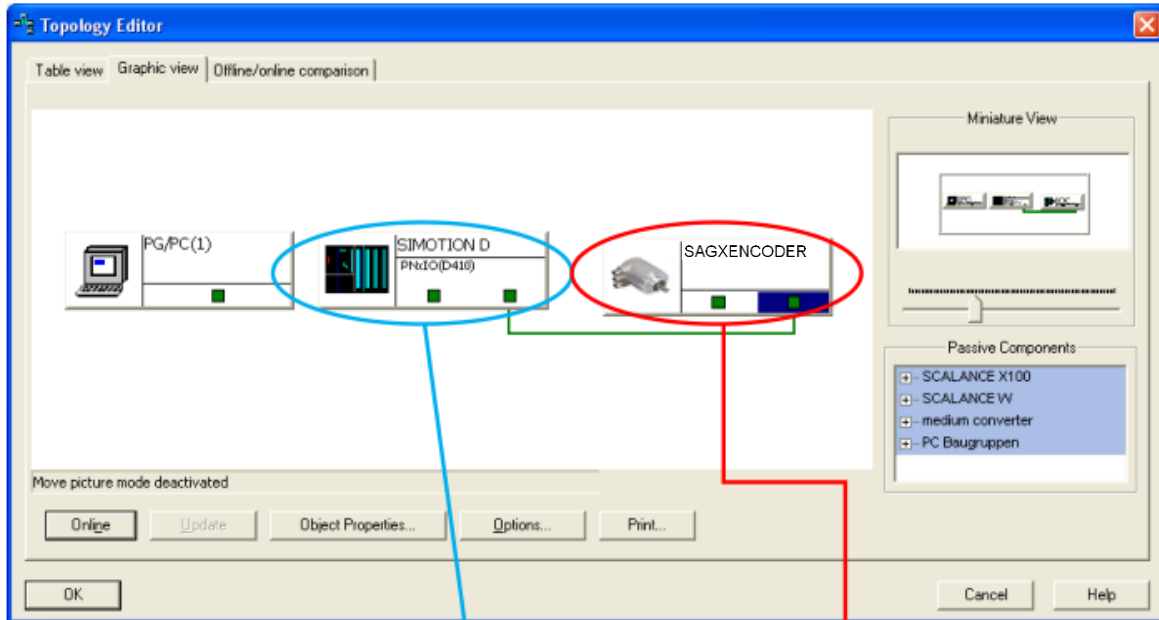 Topology Editor
Table view Graphic view Offline/online comparison
Miniature View
PG/PC(1)
SIMOTION D
PNxIO(D410)
SAGXENCODER
Passive Components
SCALANCE X100
SCALANCE W
medium converter
PC Baugruppen
Move picture mode deactivated
Online Update Object Properties... Options... Print...
OK Cancel Help